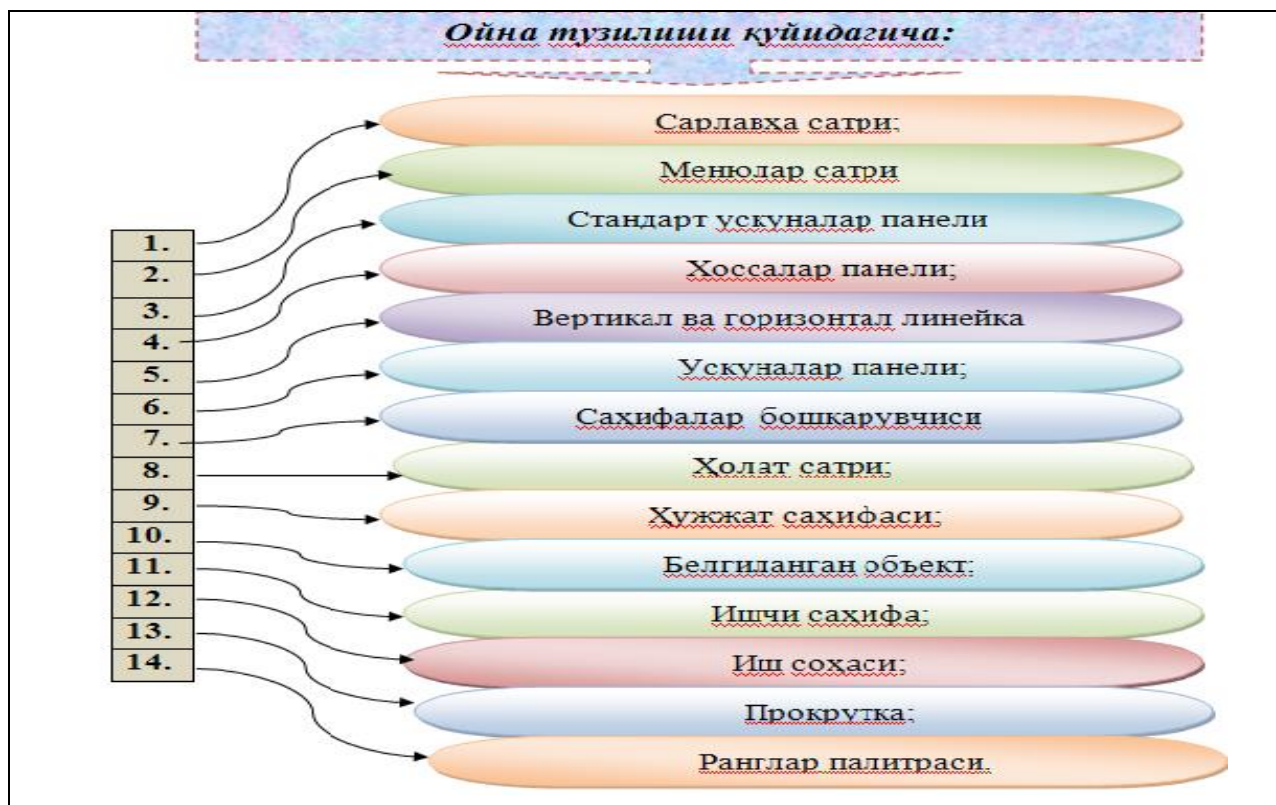 Ойна тузилиши қуйидагича:
1. Сарлавҳа сатри;
2. Менюлар сатри
3. Стандарт ускуналар панели
4. Хоссалар панели;
5. Вертикал ва горизонтал линейка
6. Ускуналар панели;
7. Саҳифалар бошкарувчиси
8. Ҳолат сатри;
9. Ҳужжат саҳифаси;
10. Белгиланган объект;
11. Ишчи саҳифа;
12. Иш соҳаси;
13. Прокрутка;
14. Ранглар палитраси.